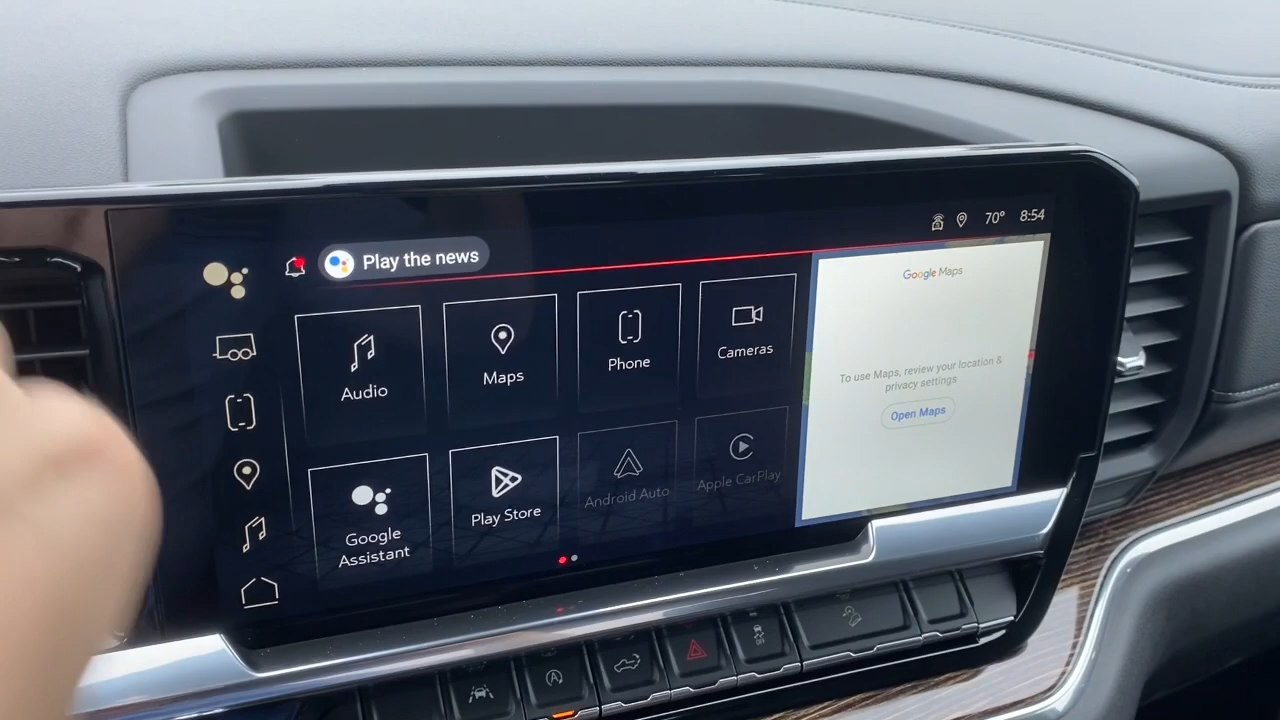 70° 8:54
Play the news
Google Maps
Audio
Maps
Phone
Cameras
To use Maps, review your location &
privacy settings
Open Maps
Google
Assistant
Play Store
Android Auto
Apple CarPlay